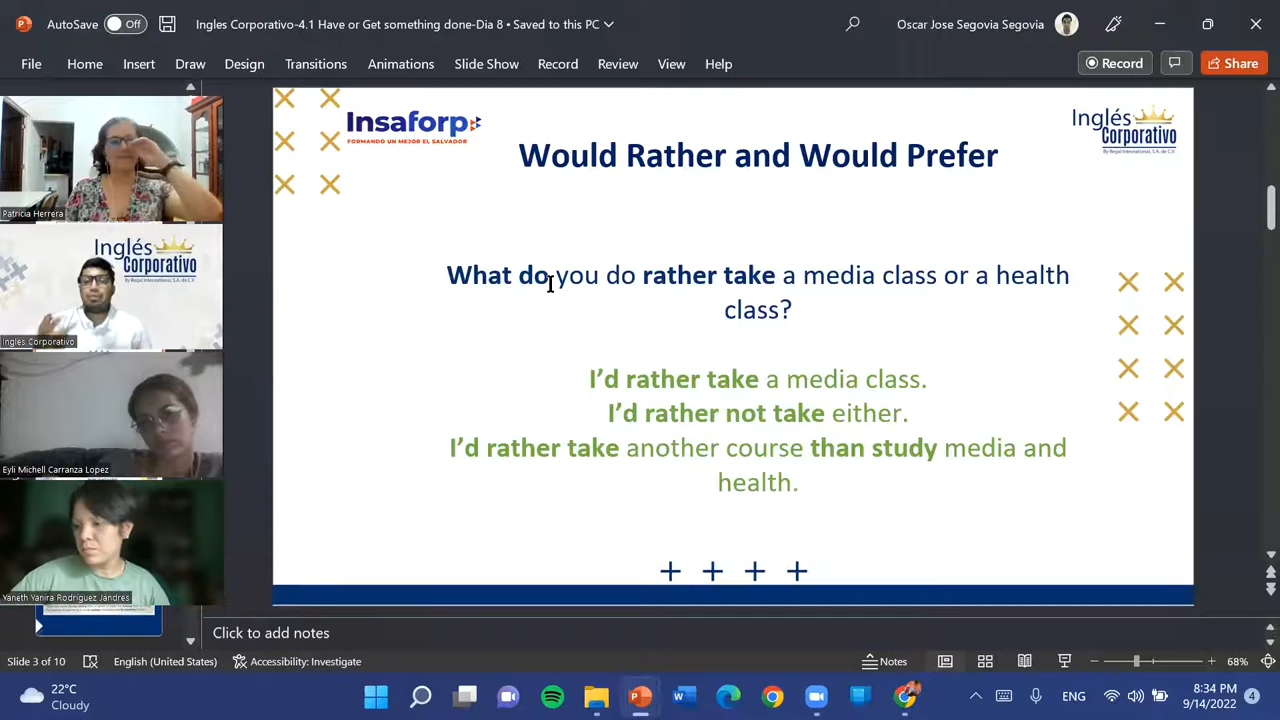 AutoSave Off Ingles Corporativo-4.1 Have or Get something done-Dia 8 • Saved to this PC Oscar Jose Segovia Segovia
File Home Insert Draw Design Transitions Animations Slide Show Record Review View Help Record Share
Insaforp
FORMANDO UN MEJOR EL SALVADOR
Inglés
Corporativo
By Regal International, S.A. de C.V.
Would Rather and Would Prefer
What do you do rather take a media class or a health
class?
I'd rather take a media class.
I'd rather not take either.
I'd rather take another course than study media and
health.
+ + + +
Patricia Herrera
Inglés
Corporativo
Ingles Corporativo
Eyli Michell Carranza Lopez
Yaneth Yanira Rodriguez Jandres
Click to add notes
Slide 3 of 10 English (United States) Accessibility: Investigate Notes 68%
22°C
Cloudy
ENG
8:34 PM
9/14/2022
4